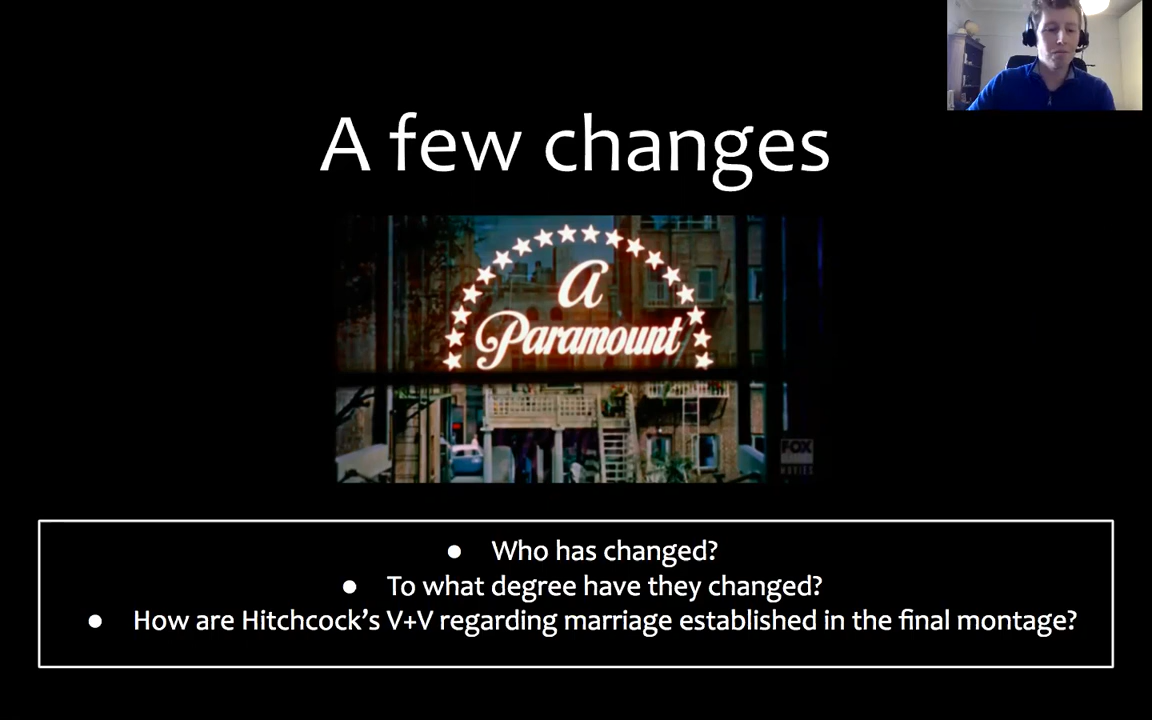 A few changes
A
Paramount
FOX
MOVIES
● Who has changed?
● To what degree have they changed?
● How are Hitchcock’s V+V regarding marriage established in the final montage?